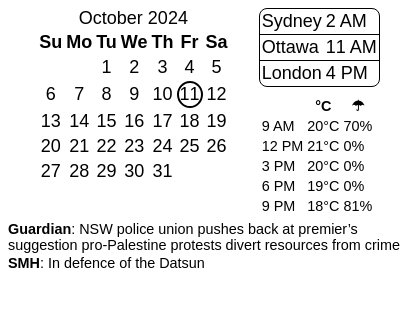 October 2024
Su Mo Tu We Th Fr Sa
1 2 3 4 5
6 7 8 9 10 11 12
13 14 15 16 17 18 19
20 21 22 23 24 25 26
27 28 29 30 31
Sydney 2 AM
Ottawa 11 AM
London 4 PM
°C ☂
9 AM 20°C 70%
12 PM 21°C 0%
3 PM 20°C 0%
6 PM 19°C 0%
9 PM 18°C 81%
Guardian: NSW police union pushes back at premier’s
suggestion pro-Palestine protests divert resources from crime
SMH: In defence of the Datsun